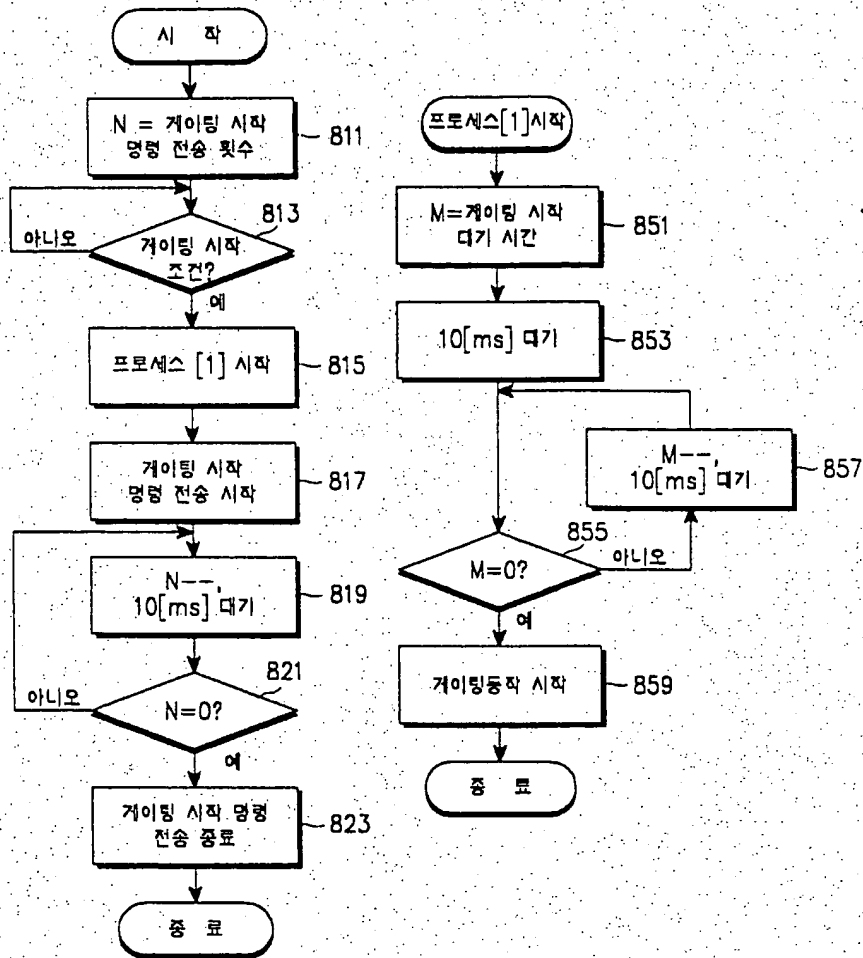 시 작
N = 게이팅 시작
명령 전송 횟수
811
813
아니오
게이팅 시작
조건?
예
프로세스 [1] 시작
815
게이팅 시작
명령 전송 시작
817
N--,
10[ms] 대기
819
821
아니오
N=0?
예
게이팅 시작 명령
전송 종료
823
종 료
프로세스[1]시작
M=게이팅 시작
대기 시간
851
10[ms] 대기
853
M--,
10[ms] 대기
857
855
M=0?
아니오
예
게이팅동작 시작
859
종 료